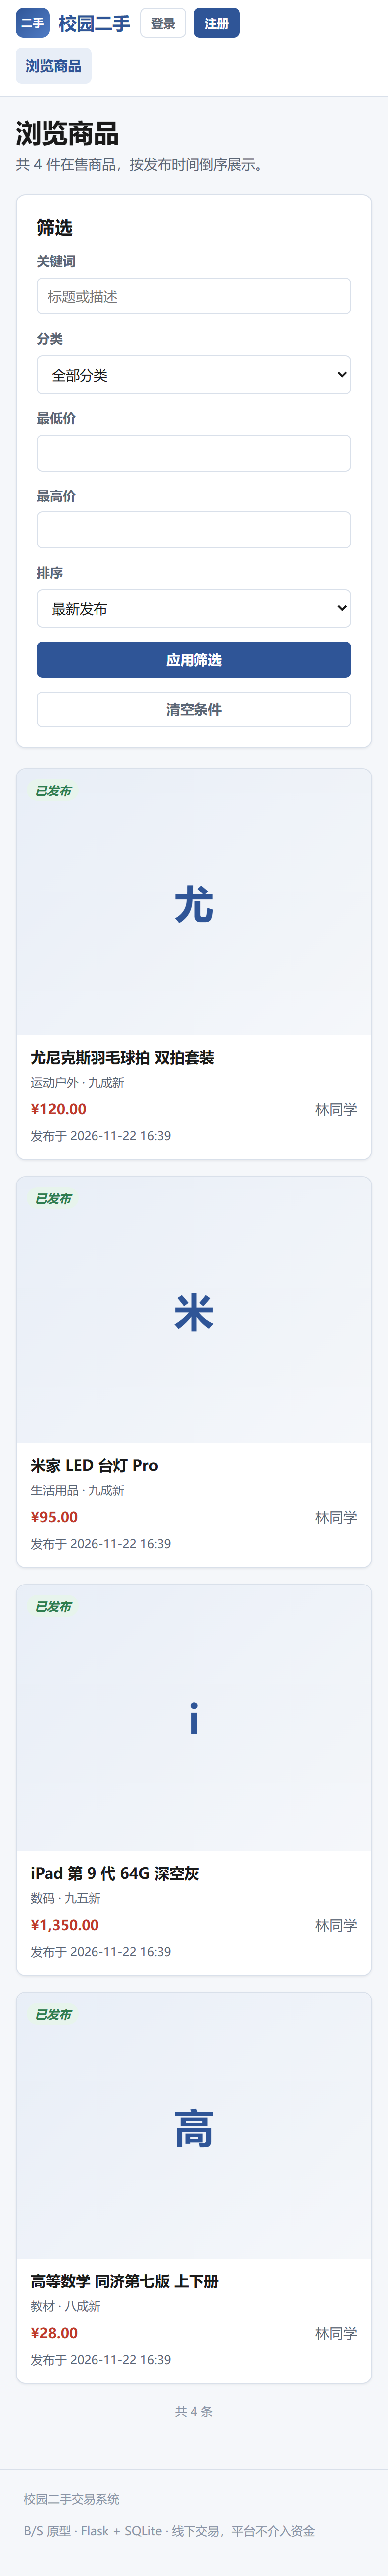 二手 校园二手 登录 注册
浏览商品
浏览商品
共 4 件在售商品，按发布时间倒序展示。
筛选
关键词
标题或描述
分类
全部分类
最低价
最高价
排序
最新发布
应用筛选
清空条件
已发布
尤
尤尼克斯羽毛球拍 双拍套装
运动户外 · 九成新
¥120.00 林同学
发布于 2026-11-22 16:39
已发布
米
米家 LED 台灯 Pro
生活用品 · 九成新
¥95.00 林同学
发布于 2026-11-22 16:39
已发布
i
iPad 第 9 代 64G 深空灰
数码 · 九五新
¥1,350.00 林同学
发布于 2026-11-22 16:39
已发布
高
高等数学 同济第七版 上下册
教材 · 八成新
¥28.00 林同学
发布于 2026-11-22 16:39
共 4 条
校园二手交易系统
B/S 原型 · Flask + SQLite · 线下交易，平台不介入资金